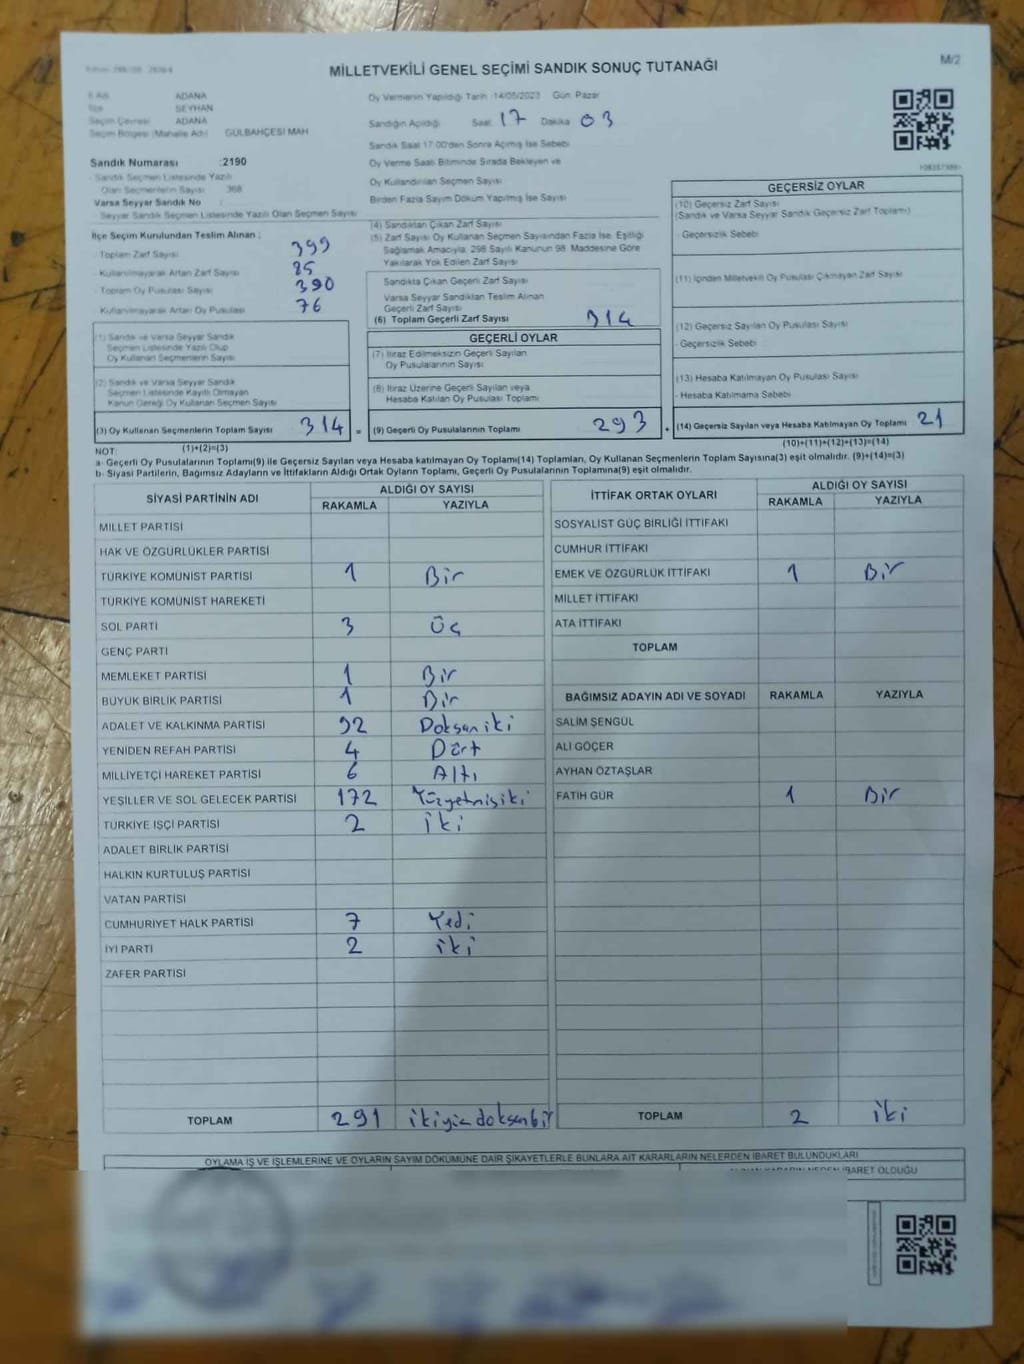 MİLLETVEKİLİ GENEL SEÇİMİ SANDIK SONUÇ TUTANAĞI
M/2
İl Adı ADANA
İlçe SEYHAN
Seçim Çevresi ADANA
Seçim Bölgesi (Mahalle Adı) GÜLBAHÇESİ MAH
Sandık Numarası :2190
Sandık Seçmen Listesinde Yazılı
Olan Seçmenlerin Sayısı 368
Varsa Seyyar Sandık No :
Seyyar Sandık Seçmen Listesinde Yazılı Olan Seçmen Sayısı
İlçe Seçim Kurulundan Teslim Alınan ;
- Toplam Zarf Sayısı 399
- Kullanılmayarak Artan Zarf Sayısı 85
- Toplam Oy Pusulası Sayısı 390
- Kullanılmayarak Artan Oy Pusulası 76
Oy Vermenin Yapıldığı Tarih :14/05/2023 Gün: Pazar
Sandığın Açıldığı Saat 17 Dakika 03
Sandık Saat 17:00'den Sonra Açılmış İse Sebebi
Oy Verme Saati Bitiminde Sırada Bekleyen ve
Oy Kullandırılan Seçmen Sayısı
Birden Fazla Sayım Döküm Yapılmış İse Sayısı
(4) Sandıktan Çıkan Zarf Sayısı
(5) Zarf Sayısı Oy Kullanan Seçmen Sayısından Fazla İse, Eşitliği
Sağlamak Amacıyla, 298 Sayılı Kanunun 98. Maddesine Göre
Yakılarak Yok Edilen Zarf Sayısı
Sandıkta Çıkan Geçerli Zarf Sayısı
Varsa Seyyar Sandıktan Teslim Alınan
Geçerli Zarf Sayısı
(6) Toplam Geçerli Zarf Sayısı 314
GEÇERSİZ OYLAR
(10) Geçersiz Zarf Sayısı
(Sandık ve Varsa Seyyar Sandık Geçersiz Zarf Toplamı)
- Geçersizlik Sebebi
(11) İçinden Milletvekili Oy Pusulası Çıkmayan Zarf Sayısı
(12) Geçersiz Sayılan Oy Pusulası Sayısı
- Geçersizlik Sebebi
(13) Hesaba Katılmayan Oy Pusulası Sayısı
- Hesaba Katılmama Sebebi
(14) Geçersiz Sayılan veya Hesaba Katılmayan Oy Toplamı 21
(10)+(11)+(12)+(13)=(14)
(1) Sandık ve Varsa Seyyar Sandık
Seçmen Listesinde Yazılı Olup
Oy Kullanan Seçmenlerin Sayısı
(2) Sandık ve Varsa Seyyar Sandık
Seçmen Listesinde Kayıtlı Olmayan
Kanun Gereği Oy Kullanan Seçmen Sayısı
(3) Oy Kullanan Seçmenlerin Toplam Sayısı 314 =
(1)+(2)=(3)
GEÇERLİ OYLAR
(7) İtiraz Edilmeksizin Geçerli Sayılan
Oy Pusulalarının Sayısı
(8) İtiraz Üzerine Geçerli Sayılan veya
Hesaba Katılan Oy Pusulası Toplamı
(9) Geçerli Oy Pusulalarının Toplamı 293 +
NOT:
a- Geçerli Oy Pusulalarının Toplamı(9) ile Geçersiz Sayılan veya Hesaba katılmayan Oy Toplamı(14) Toplamları, Oy Kullanan Seçmenlerin Toplam Sayısına(3) eşit olmalıdır. (9)+(14)=(3)
b- Siyasi Partilerin, Bağımsız Adayların ve İttifakların Aldığı Ortak Oyların Toplamı, Geçerli Oy Pusulalarının Toplamına(9) eşit olmalıdır.
SİYASİ PARTİNİN ADI ALDIĞI OY SAYISI
RAKAMLA YAZIYLA
MİLLET PARTİSİ
HAK VE ÖZGÜRLÜKLER PARTİSİ
TÜRKİYE KOMÜNİST PARTİSİ 1 Bir
TÜRKİYE KOMÜNİST HAREKETİ
SOL PARTİ 3 Üç
GENÇ PARTİ
MEMLEKET PARTİSİ 1 Bir
BÜYÜK BİRLİK PARTİSİ 1 Bir
ADALET VE KALKINMA PARTİSİ 92 Doksaniki
YENİDEN REFAH PARTİSİ 4 Dört
MİLLİYETÇİ HAREKET PARTİSİ 6 Altı
YEŞİLLER VE SOL GELECEK PARTİSİ 172 Yüzyetmişiki
TÜRKİYE İŞÇİ PARTİSİ 2 iki
ADALET BİRLİK PARTİSİ
HALKIN KURTULUŞ PARTİSİ
VATAN PARTİSİ
CUMHURİYET HALK PARTİSİ 7 Yedi
İYİ PARTİ 2 iki
ZAFER PARTİSİ
TOPLAM 291 ikiyüzdoksanbir
İTTİFAK ORTAK OYLARI ALDIĞI OY SAYISI
RAKAMLA YAZIYLA
SOSYALİST GÜÇ BİRLİĞİ İTTİFAKI
CUMHUR İTTİFAKI
EMEK VE ÖZGÜRLÜK İTTİFAKI 1 Bir
MİLLET İTTİFAKI
ATA İTTİFAKI
TOPLAM
BAĞIMSIZ ADAYIN ADI VE SOYADI RAKAMLA YAZIYLA
SALİM ŞENGÜL
ALİ GÖÇER
AYHAN ÖZTAŞLAR
FATİH GÜR 1 Bir
TOPLAM 2 iki
OYLAMA İŞ VE İŞLEMLERİNE VE OYLARIN SAYIM DÖKÜMÜNE DAİR ŞİKAYETLERLE BUNLARA AİT KARARLARIN NELERDEN İBARET BULUNDUKLARI
İBARET OLDUĞU